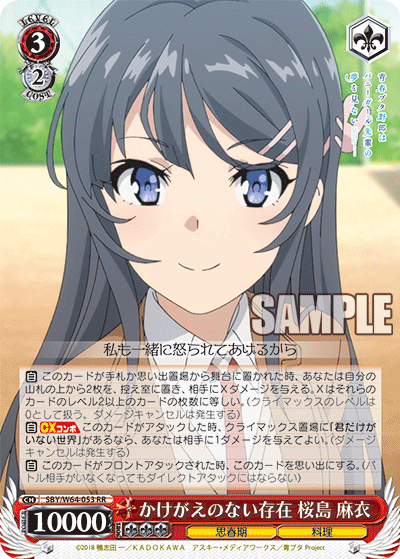 LEVEL
3
2
COST
青春ブタ野郎は
バニーガール先輩の
夢を見ない
SAMPLE
私も一緒に怒られてあげるから
【自】 このカードが手札か思い出置場から舞台に置かれた時、あなたは自分の
山札の上から2枚を、控え室に置き、相手にXダメージを与える。Xはそれら
のカードのレベル2以上のカードの枚数に等しい。(クライマックスのレベルは
0として扱う。ダメージキャンセルは発生する)
【自】 CXコンボ このカードがアタックした時、クライマックス置場に「君だけが
いない世界」があるなら、あなたは相手に1ダメージを与えてよい。(ダメージ
キャンセルは発生する)
【自】 このカードがフロントアタックされた時、このカードを思い出にする。(バ
トル相手がいなくなったとき、ダイレクトアタックにはならない)
CH SBY/W64-053 RR
かけがえのない存在 桜島 麻衣
10000
思春期
料理
©2018 鴨志田 一／KADOKAWA アスキー・メディアワークス／青ブタ Project